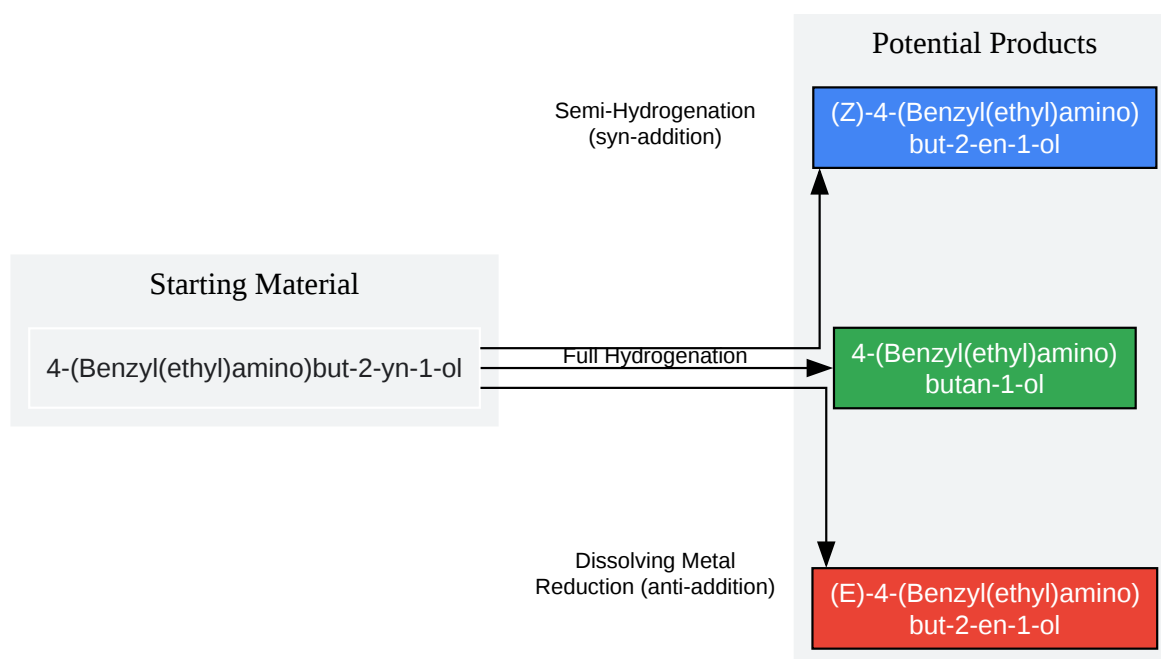 Potential Products
Semi-Hydrogenation
(syn-addition)
(Z)-4-(Benzyl(ethyl)amino)
but-2-en-1-ol
Starting Material
4-(Benzyl(ethyl)amino)but-2-yn-1-ol
Full Hydrogenation
4-(Benzyl(ethyl)amino)
butan-1-ol
Dissolving Metal
Reduction (anti-addition)
(E)-4-(Benzyl(ethyl)amino)
but-2-en-1-ol